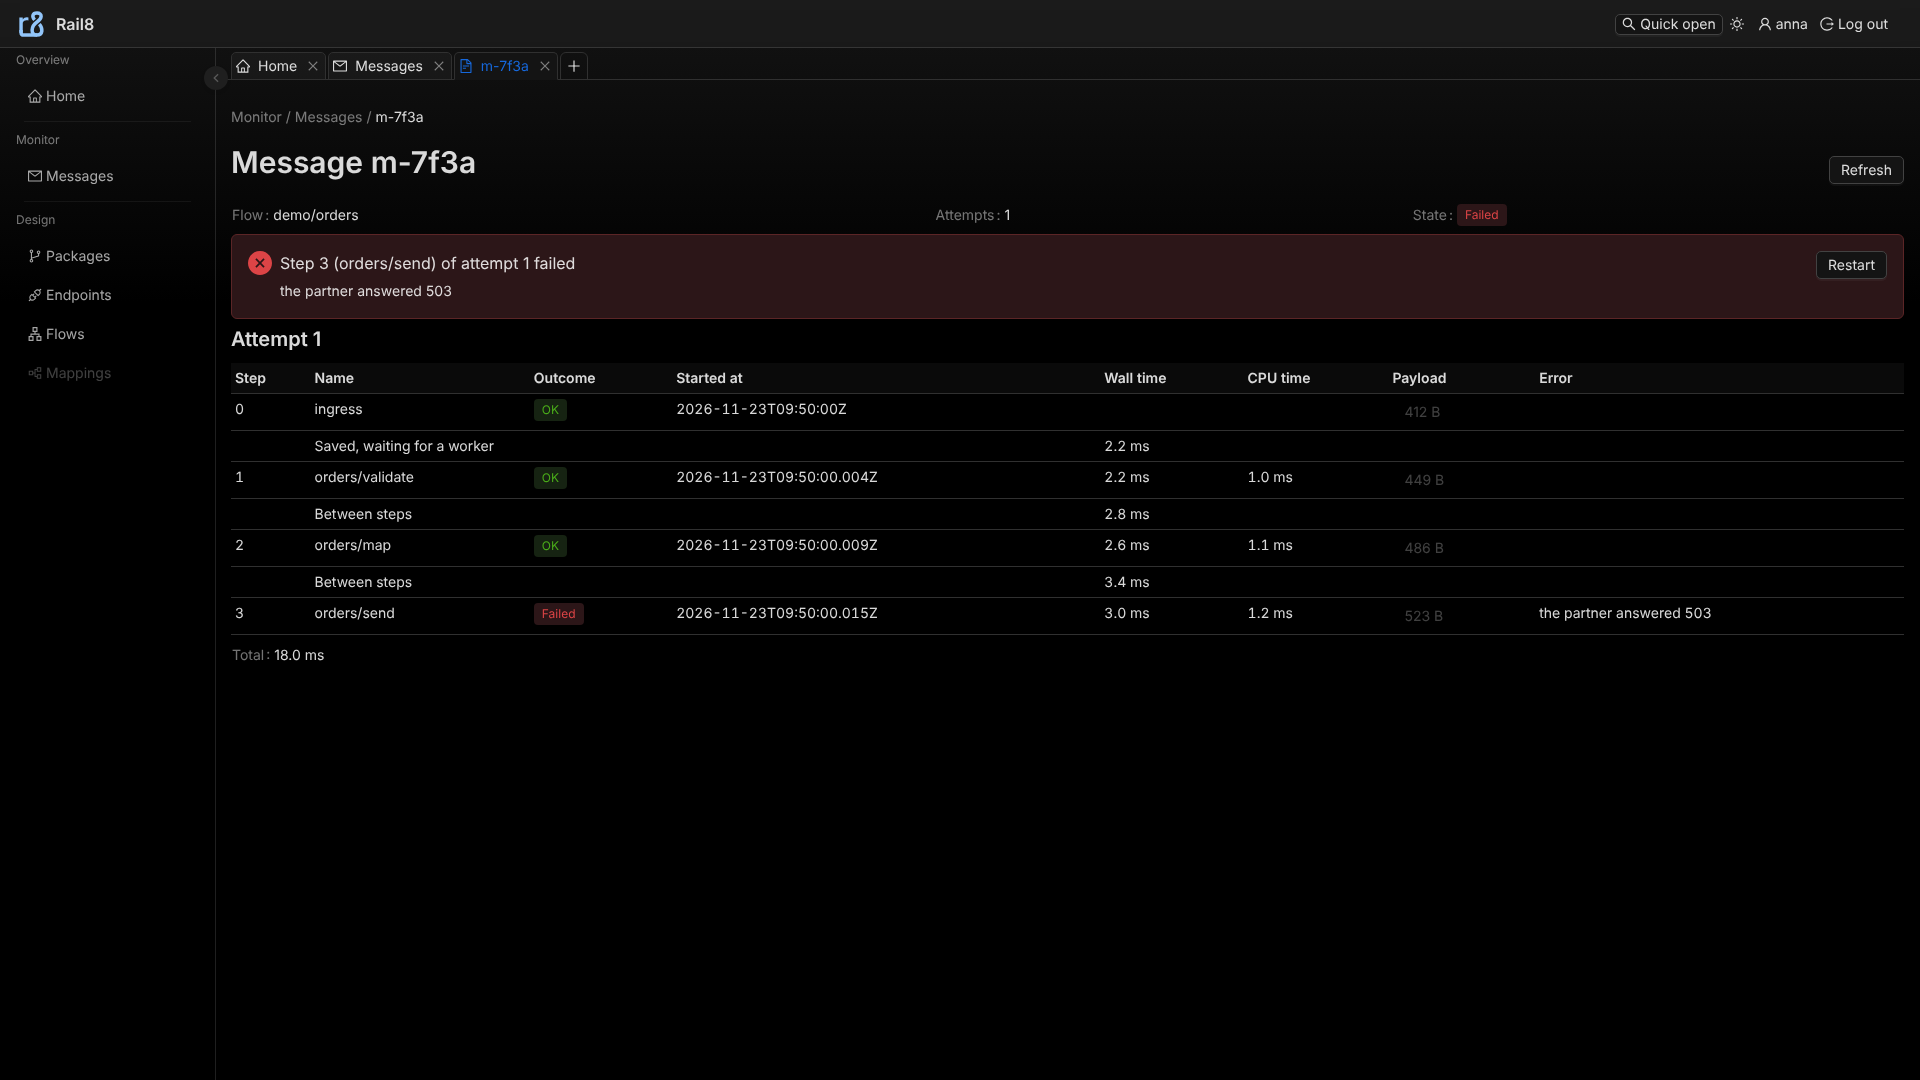 Rail8
Quick open
anna
Log out
Overview
Home
Monitor
Messages
Design
Packages
Endpoints
Flows
Mappings
Home
Messages
m-7f3a
Monitor / Messages / m-7f3a
Message m-7f3a
Refresh
Flow: demo/orders Attempts: 1 State: Failed
Step 3 (orders/send) of attempt 1 failed
the partner answered 503
Restart
Attempt 1
Step Name Outcome Started at Wall time CPU time Payload Error
0 ingress OK 2026-11-23T09:50:00Z 412 B
Saved, waiting for a worker 2.2 ms
1 orders/validate OK 2026-11-23T09:50:00.004Z 2.2 ms 1.0 ms 449 B
Between steps 2.8 ms
2 orders/map OK 2026-11-23T09:50:00.009Z 2.6 ms 1.1 ms 486 B
Between steps 3.4 ms
3 orders/send Failed 2026-11-23T09:50:00.015Z 3.0 ms 1.2 ms 523 B the partner answered 503
Total: 18.0 ms